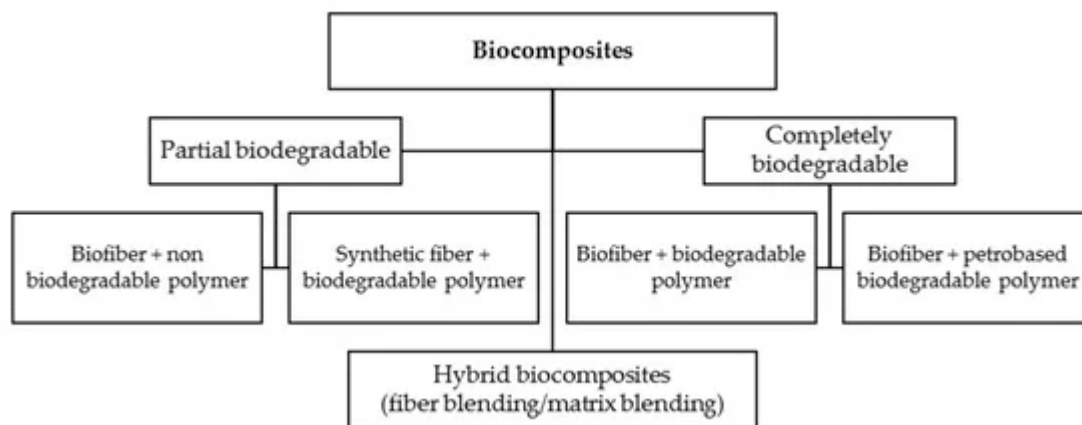 Biocomposites
Partial biodegradable
Completely
biodegradable
Biofiber + non
biodegradable polymer
Synthetic fiber +
biodegradable polymer
Biofiber + biodegradable
polymer
Biofiber + petrobased
biodegradable polymer
Hybrid biocomposites
(fiber blending/matrix blending)